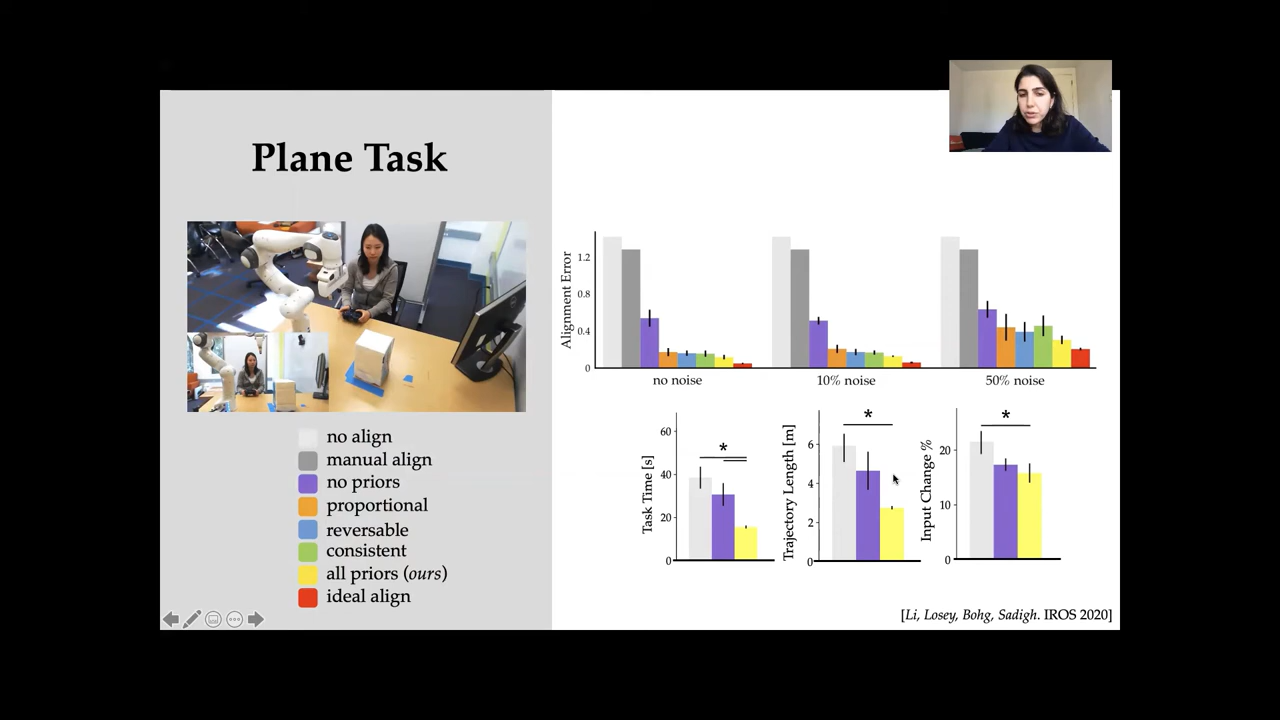 Plane Task
no align
manual align
no priors
proportional
reversable
consistent
all priors (ours)
ideal align
Alignment Error
1.2
0.8
0.4
0
no noise
10% noise
50% noise
Task Time [s]
60
40
20
0
*
Trajectory Length [m]
6
4
2
0
*
Input Change %
20
10
0
*
[Li, Losey, Bohg, Sadigh. IROS 2020]